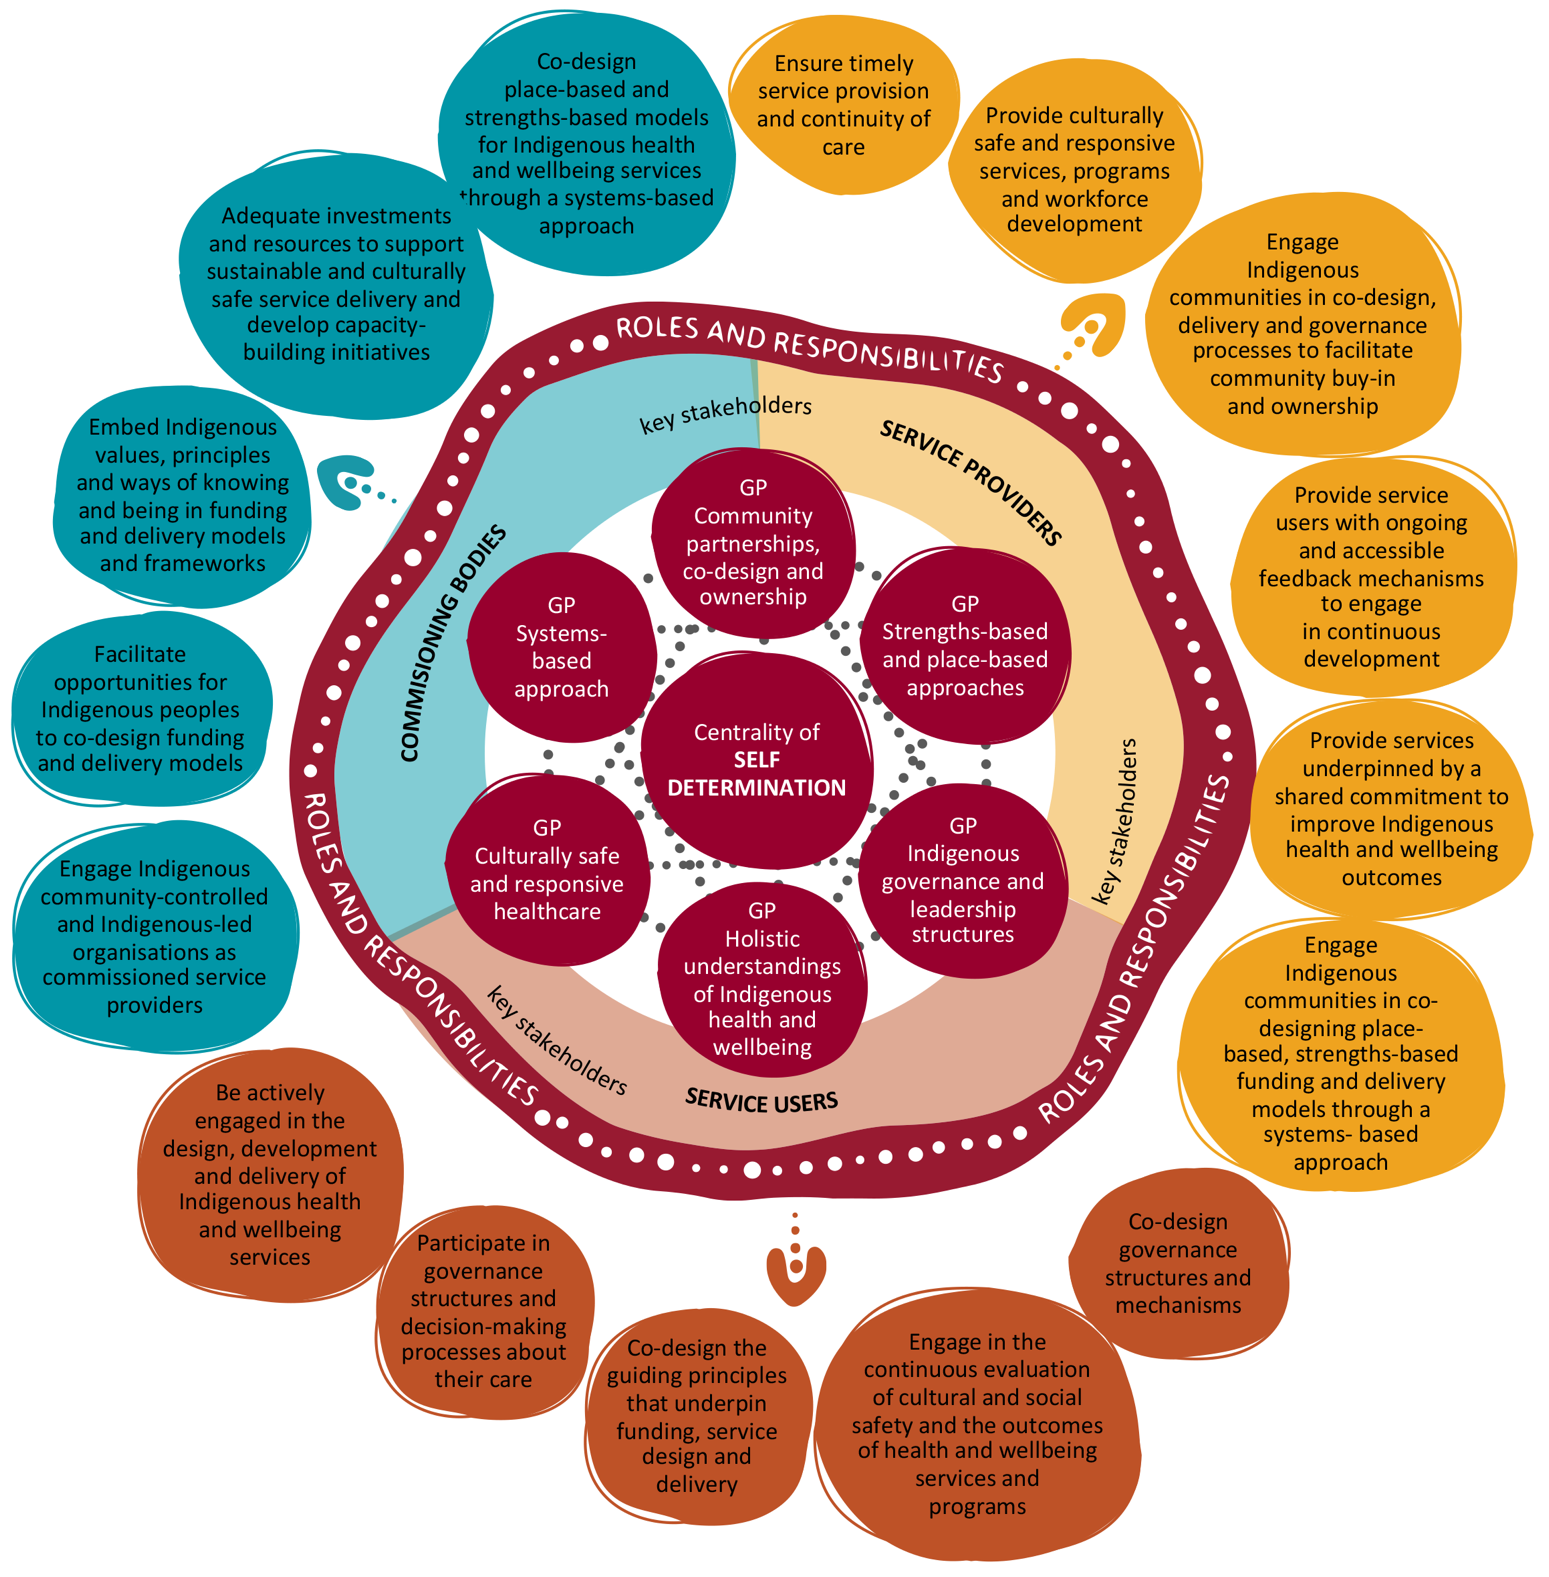 Co-design
place-based and
strengths-based models
for Indigenous health
and wellbeing services
through a systems-based
approach
Ensure timely
service provision
and continuity of
care
Provide culturally
safe and responsive
services, programs
and workforce
development
Adequate investments
and resources to support
sustainable and culturally
safe service delivery and
develop capacity-
building initiatives
Engage
Indigenous
communities in co-design,
delivery and governance
processes to facilitate
community buy-in
and ownership
Embed Indigenous
values, principles
and ways of knowing
and being in funding
and delivery models
and frameworks
Provide service
users with ongoing
and accessible
feedback mechanisms
to engage
in continuous
development
Facilitate
opportunities for
Indigenous peoples
to co-design funding
and delivery models
Provide services
underpinned by a
shared commitment to
improve Indigenous
health and wellbeing
outcomes
Engage Indigenous
community-controlled
and Indigenous-led
organisations as
commissioned service
providers
Engage
Indigenous
communities in co-
designing place-
based, strengths-based
funding and delivery
models through a
systems- based
approach
Be actively
engaged in the
design, development
and delivery of
Indigenous health
and wellbeing
services
Participate in
governance
structures and
decision-making
processes about
their care
Co-design the
guiding principles
that underpin
funding, service
design and
delivery
Engage in the
continuous evaluation
of cultural and social
safety and the outcomes
of health and wellbeing
services and
programs
Co-design
governance
structures and
mechanisms
ROLES AND RESPONSIBILITIES
ROLES AND RESPONSIBILITIES
ROLES AND RESPONSIBILITIES
key stakeholders
SERVICE PROVIDERS
COMMISIONING BODIES
key stakeholders
key stakeholders
SERVICE USERS
GP
Community
partnerships,
co-design and
ownership
GP
Systems-
based
approach
GP
Strengths-based
and place-based
approaches
Centrality of
SELF
DETERMINATION
GP
Culturally safe
and responsive
healthcare
GP
Indigenous
governance and
leadership
structures
GP
Holistic
understandings
of Indigenous
health and
wellbeing